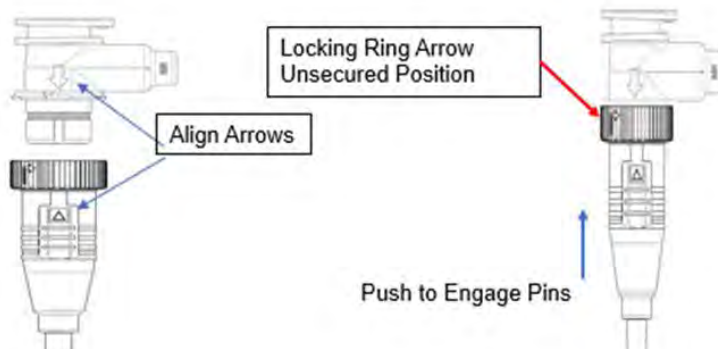 Locking Ring Arrow
Unsecured Position
Align Arrows
Push to Engage Pins